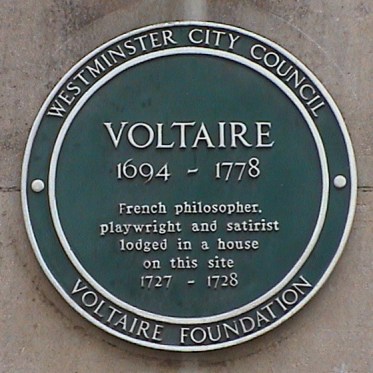 WESTMINSTER CITY COUNCIL
VOLTAIRE
1694 - 1778
French philosopher,
playwright and satirist
lodged in a house
on this site
1727 - 1728
VOLTAIRE FOUNDATION